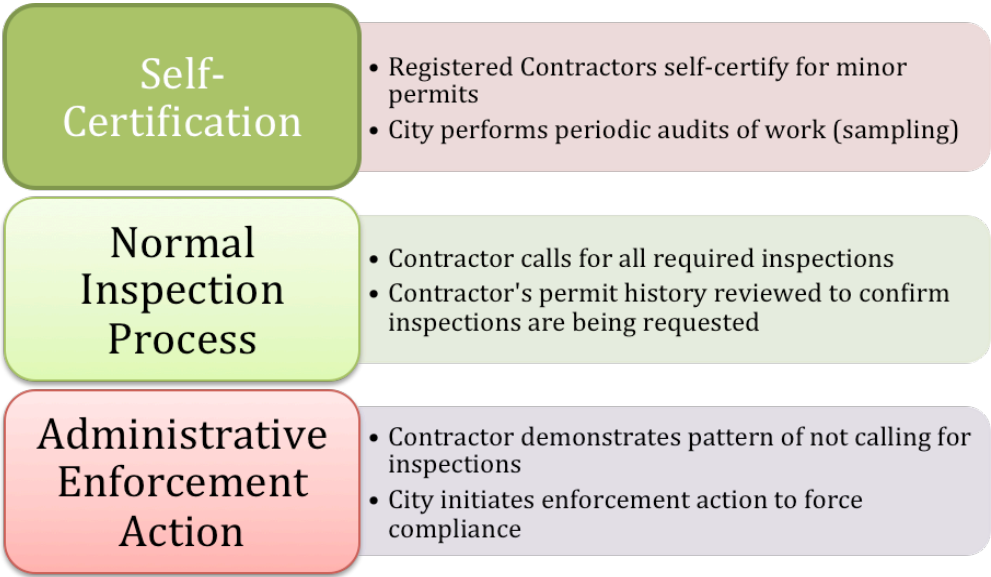 Self-
Certification
• Registered Contractors self-certify for minor
permits
• City performs periodic audits of work (sampling)
Normal
Inspection
Process
• Contractor calls for all required inspections
• Contractor's permit history reviewed to confirm
inspections are being requested
Administrative
Enforcement
Action
• Contractor demonstrates pattern of not calling for
inspections
• City initiates enforcement action to force
compliance